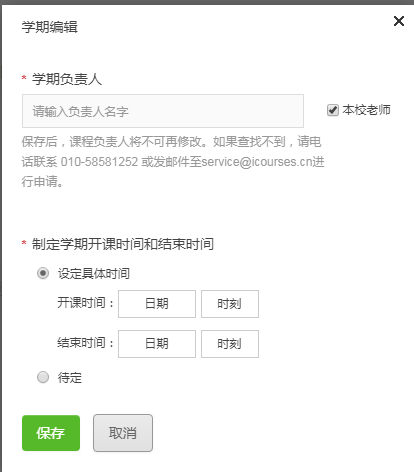 学期编辑
* 学期负责人
请输入负责人名字
本校老师
保存后，课程负责人将不可再修改。如果查找不到，请电
话联系 010-58581252 或发邮件至service@icourses.cn进
行申请。
* 制定学期开课时间和结束时间
设定具体时间
开课时间： 日期 时刻
结束时间： 日期 时刻
待定
保存 取消